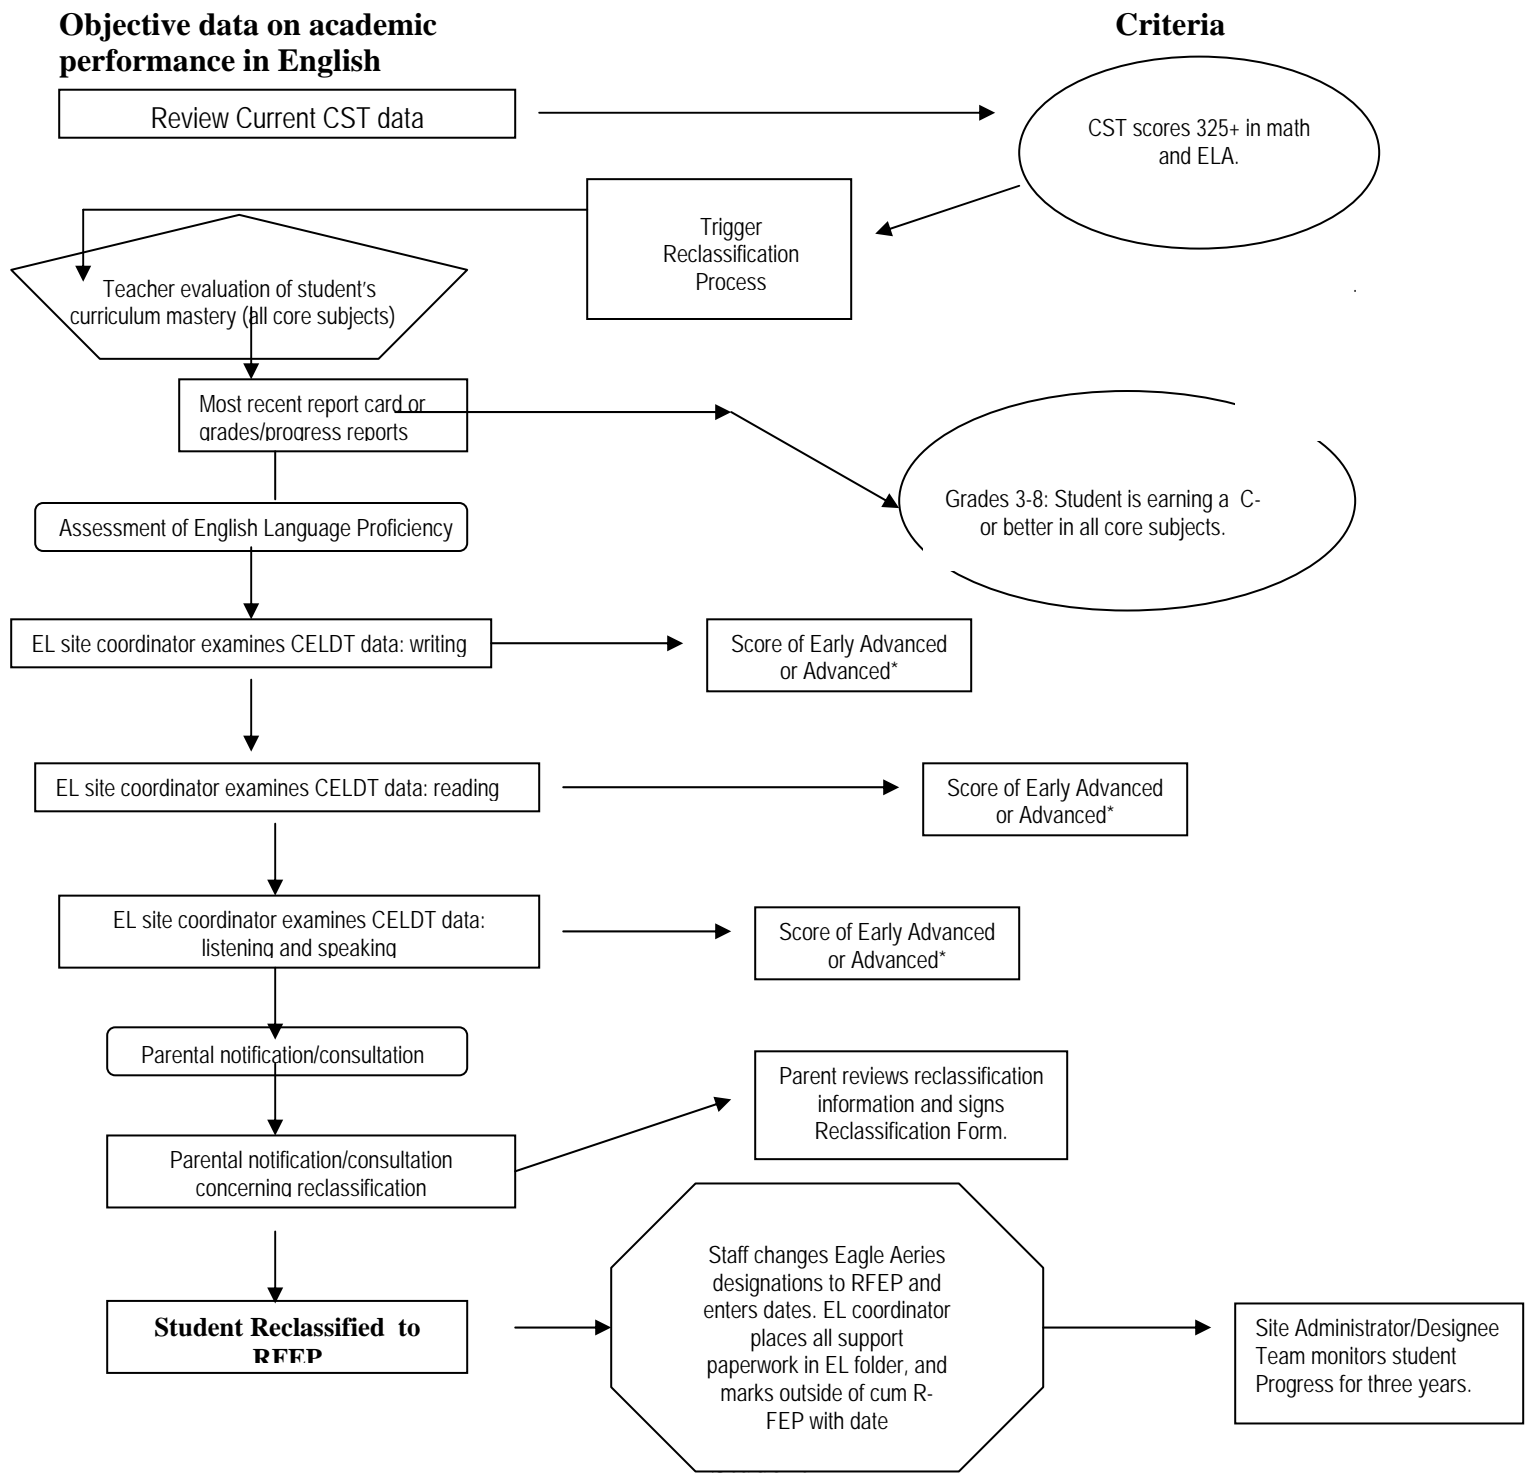 Objective data on academic
performance in English
Criteria
Review Current CST data
CST scores 325+ in math
and ELA.
Trigger
Reclassification
Process
Teacher evaluation of student's
curriculum mastery (all core subjects)
Most recent report card or
grades/progress reports
Grades 3-8: Student is earning a C-
or better in all core subjects.
Assessment of English Language Proficiency
EL site coordinator examines CELDT data: writing
Score of Early Advanced
or Advanced*
EL site coordinator examines CELDT data: reading
Score of Early Advanced
or Advanced*
EL site coordinator examines CELDT data:
listening and speaking
Score of Early Advanced
or Advanced*
Parental notification/consultation
Parent reviews reclassification
information and signs
Reclassification Form.
Parental notification/consultation
concerning reclassification
Student Reclassified to
RFEP
Staff changes Eagle Aeries
designations to RFEP and
enters dates. EL coordinator
places all support
paperwork in EL folder, and
marks outside of cum R-
FEP with date
Site Administrator/Designee
Team monitors student
Progress for three years.